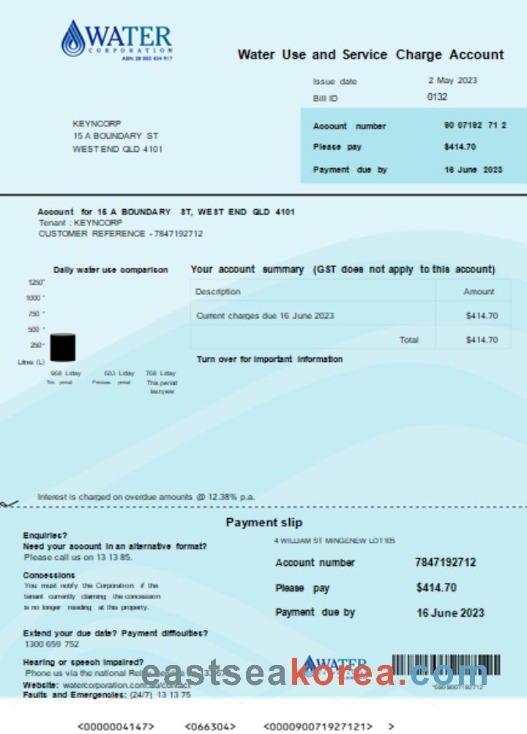 WATER
CORPORATION
ABN 28 003 434 917
Water Use and Service Charge Account
Issue date 2 May 2023
Bill ID 0132
KEYNCORP
15 A BOUNDARY ST
WEST END QLD 4101
Account number 90 07192 71 2
Please pay $414.70
Payment due by 16 June 2023
Account for 15 A BOUNDARY ST, WEST END QLD 4101
Tenant : KEYNCORP
CUSTOMER REFERENCE - 7847192712
Daily water use comparison
1250
1000
750
500
250
Litres (L)
968 L/day 603 L/day 768 L/day
This period Previous period This period
last year
Your account summary (GST does not apply to this account)
Description Amount
Current charges due 16 June 2023 $414.70
Total $414.70
Turn over for important information
Interest is charged on overdue amounts @ 12.38% p.a.
Payment slip
Enquiries?
Need your account in an alternative format?
Please call us on 13 13 85.
Concessions
You must notify the Corporation if the
tenant currently claiming the concession
is no longer residing at this property.
Extend your due date? Payment difficulties?
1300 659 752
Hearing or speech impaired?
Phone us via the national Relay
Website: watercorporation.com.au/contact
Faults and Emergencies: (24/7) 13 13 75
4 WILLIAM ST MINGENEW LOT 105
Account number 7847192712
Please pay $414.70
Payment due by 16 June 2023
WATER
eastseakorea.com
<0000004147> <066304> <000090071927121> >